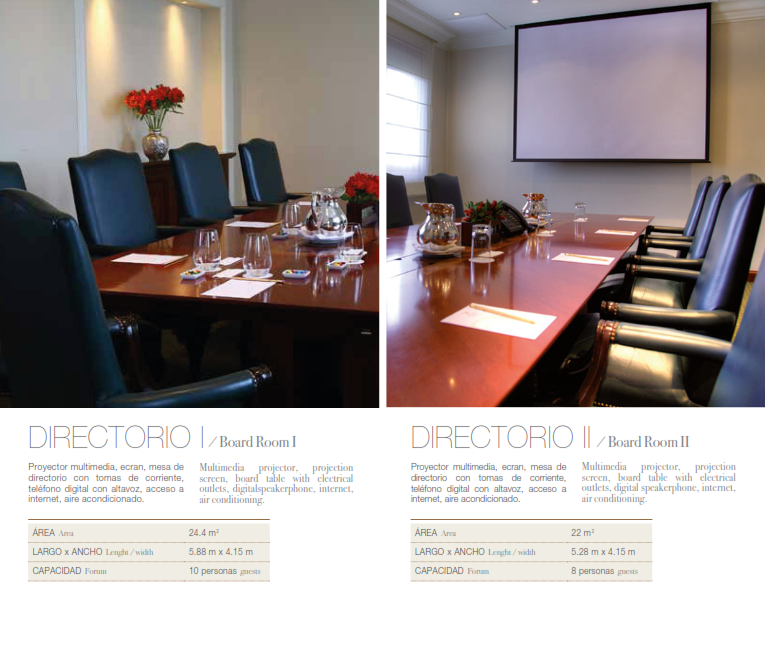 DIRECTORIO I / Board Room I
Proyector multimedia, ecran, mesa de
directorio con tomas de corriente,
teléfono digital con altavoz, acceso a
internet, aire acondicionado.
Multimedia projector, projection
screen, board table with electrical
outlets, digitalspeakerphone, internet,
air conditioning.
ÁREA Area 24.4 m²
LARGO x ANCHO Lenght / width 5.88 m x 4.15 m
CAPACIDAD Forum 10 personas guests
DIRECTORIO II / Board Room II
Proyector multimedia, ecran, mesa de
directorio con tomas de corriente,
teléfono digital con altavoz, acceso a
internet, aire acondicionado.
Multimedia projector, projection
screen, board table with electrical
outlets, digital speakerphone, internet,
air conditioning.
ÁREA Area 22 m²
LARGO x ANCHO Lenght / width 5.28 m x 4.15 m
CAPACIDAD Forum 8 personas guests